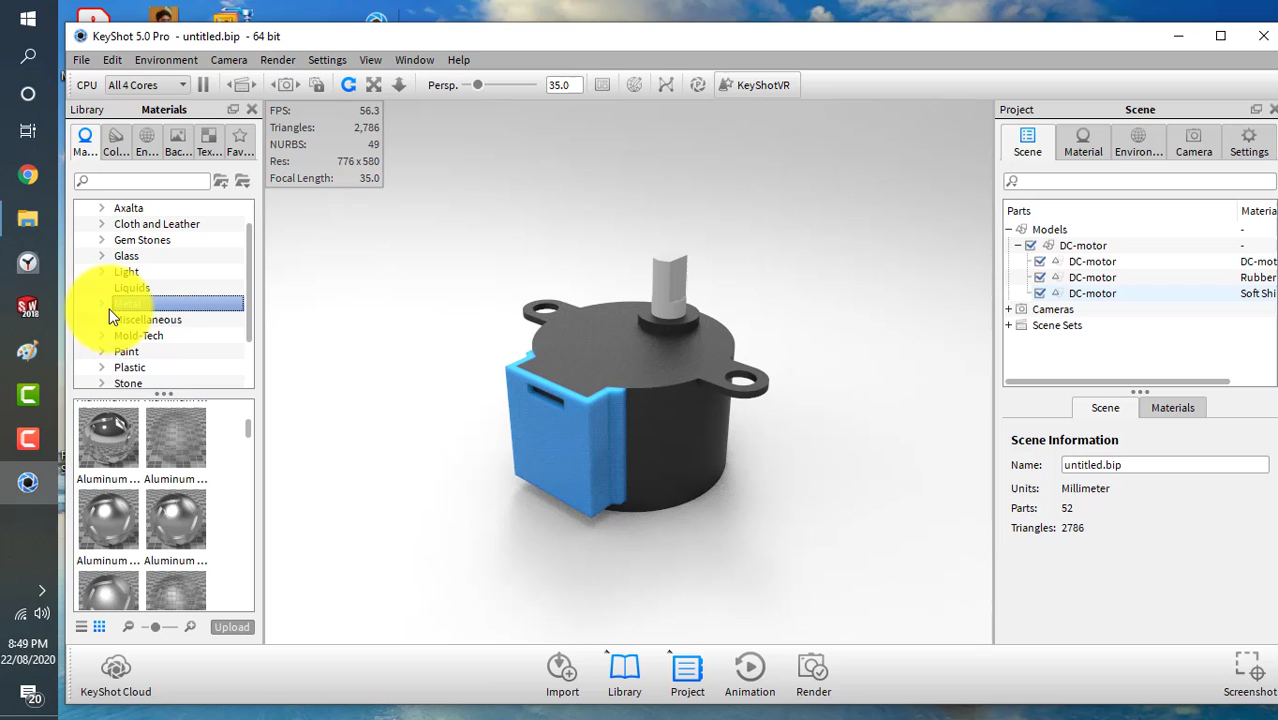 KeyShot 5.0 Pro - untitled.bip - 64 bit
File Edit Environment Camera Render Settings View Window Help
CPU All 4 Cores Persp. 35.0 KeyShotVR
Library Materials
Ma... Col... En... Bac... Tex... Fav...
Axalta
Cloth and Leather
Gem Stones
Glass
Light
Liquids
Metal
Miscellaneous
Mold-Tech
Paint
Plastic
Stone
Aluminum ... Aluminum ...
Aluminum ... Aluminum ...
Upload
FPS: 56.3
Triangles: 2,786
NURBS: 49
Res: 776 x 580
Focal Length: 35.0
Project Scene
Scene Material Environ... Camera Settings
Parts Materia
Models -
DC-motor -
DC-motor DC-mot
DC-motor Rubber
DC-motor Soft Shi
Cameras
Scene Sets
Scene Materials
Scene Information
Name: untitled.bip
Units: Millimeter
Parts: 52
Triangles: 2786
KeyShot Cloud Import Library Project Animation Render Screenshot
SW
2018
8:49 PM
22/08/2020
20